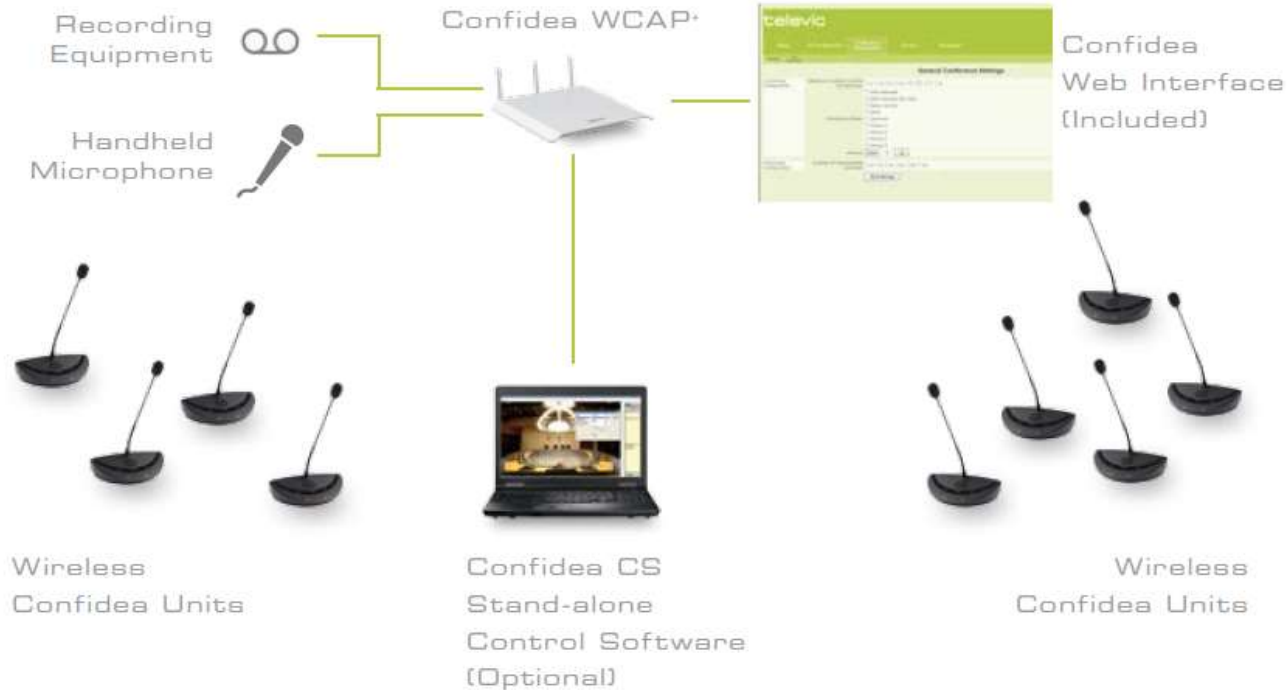 Recording
Equipment
Confidea WCAP+
televic
General Conference Settings
Confidea
Web Interface
(Included)
Handheld
Microphone
Wireless
Confidea Units
Confidea CS
Stand-alone
Control Software
(Optional)
Wireless
Confidea Units